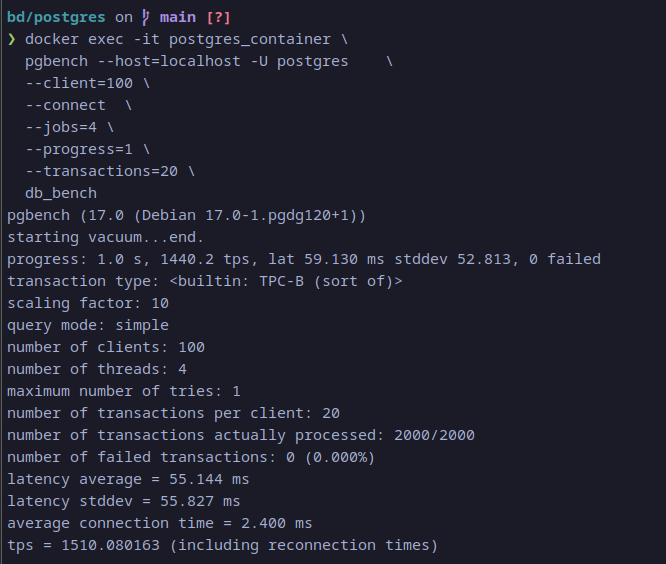 bd/postgres on main [?]
❯ docker exec -it postgres_container \
pgbench --host=localhost -U postgres    \
--client=100 \
--connect  \
--jobs=4 \
--progress=1 \
--transactions=20 \
db_bench
pgbench (17.0 (Debian 17.0-1.pgdg120+1))
starting vacuum...end.
progress: 1.0 s, 1440.2 tps, lat 59.130 ms stddev 52.813, 0 failed
transaction type: <builtin: TPC-B (sort of)>
scaling factor: 10
query mode: simple
number of clients: 100
number of threads: 4
maximum number of tries: 1
number of transactions per client: 20
number of transactions actually processed: 2000/2000
number of failed transactions: 0 (0.000%)
latency average = 55.144 ms
latency stddev = 55.827 ms
average connection time = 2.400 ms
tps = 1510.080163 (including reconnection times)